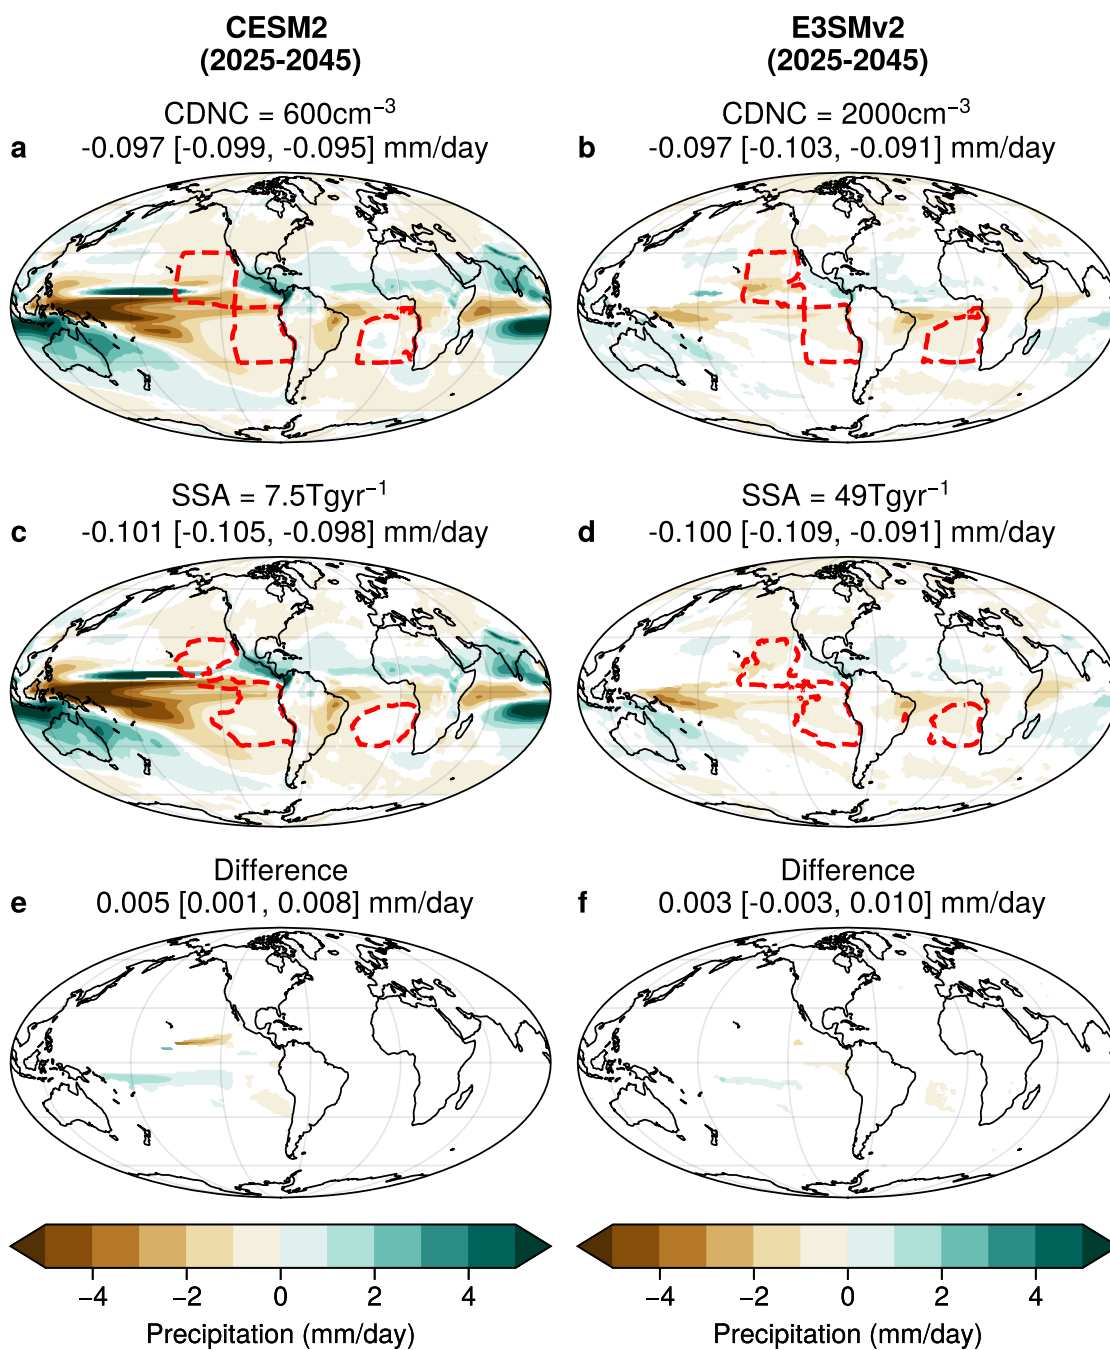 CESM2
(2025-2045)
E3SMv2
(2025-2045)
CDNC = 600cm⁻³
a -0.097 [-0.099, -0.095] mm/day
CDNC = 2000cm⁻³
b -0.097 [-0.103, -0.091] mm/day
SSA = 7.5Tgyr⁻¹
c -0.101 [-0.105, -0.098] mm/day
SSA = 49Tgyr⁻¹
d -0.100 [-0.109, -0.091] mm/day
Difference
e 0.005 [0.001, 0.008] mm/day
Difference
f 0.003 [-0.003, 0.010] mm/day
−4 −2 0 2 4
Precipitation (mm/day)
−4 −2 0 2 4
Precipitation (mm/day)